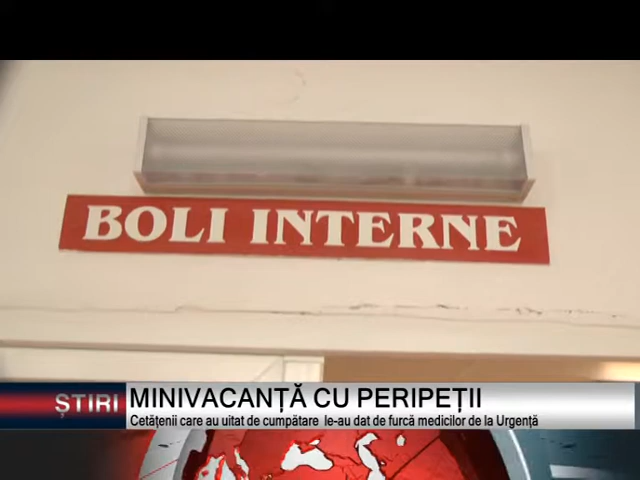 BOLI INTERNE
ȘTIRI
MINIVACANȚĂ CU PERIPEȚII
Cetățenii care au uitat de cumpătare le-au dat de furcă medicilor de la Urgență